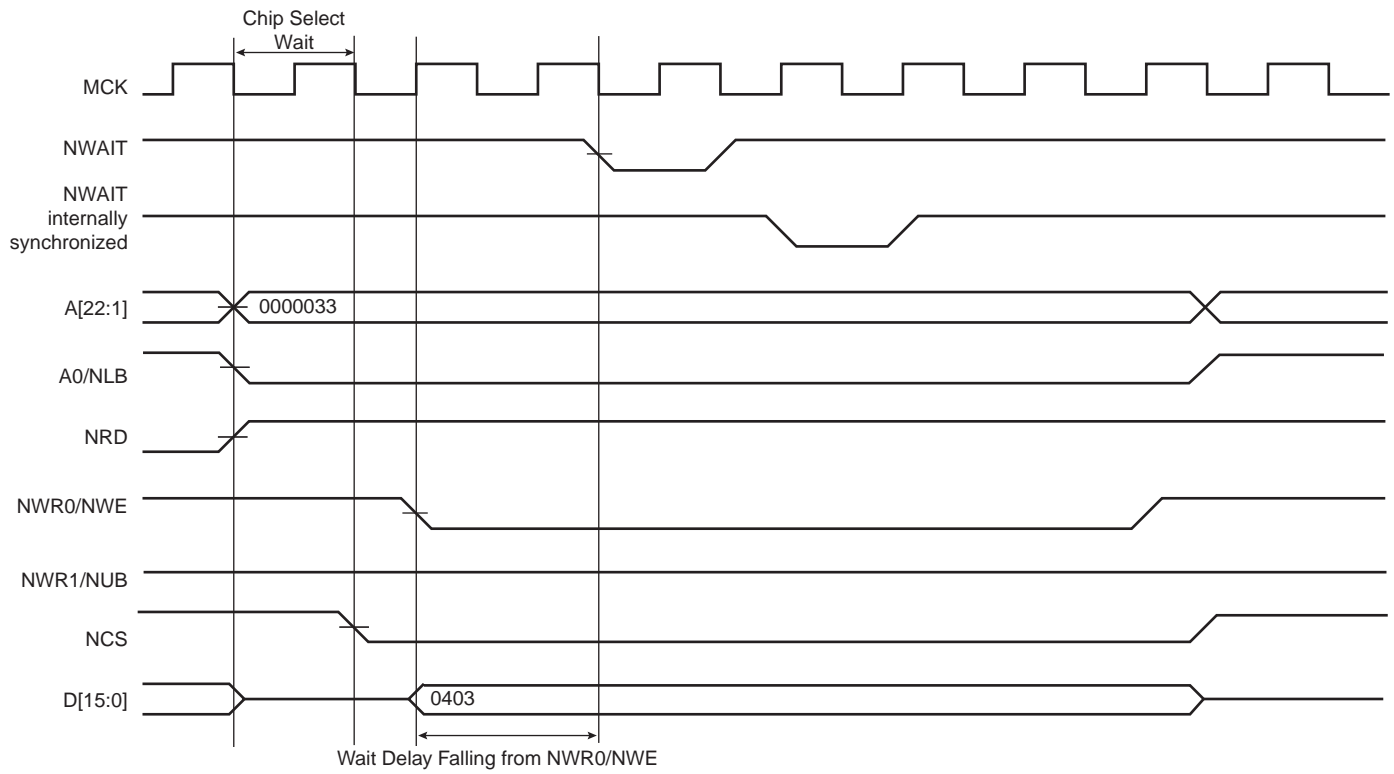 Chip Select
Wait
MCK
NWAIT
NWAIT
internally
synchronized
A[22:1]
0000033
A0/NLB
NRD
NWR0/NWE
NWR1/NUB
NCS
D[15:0]
0403
Wait Delay Falling from NWR0/NWE